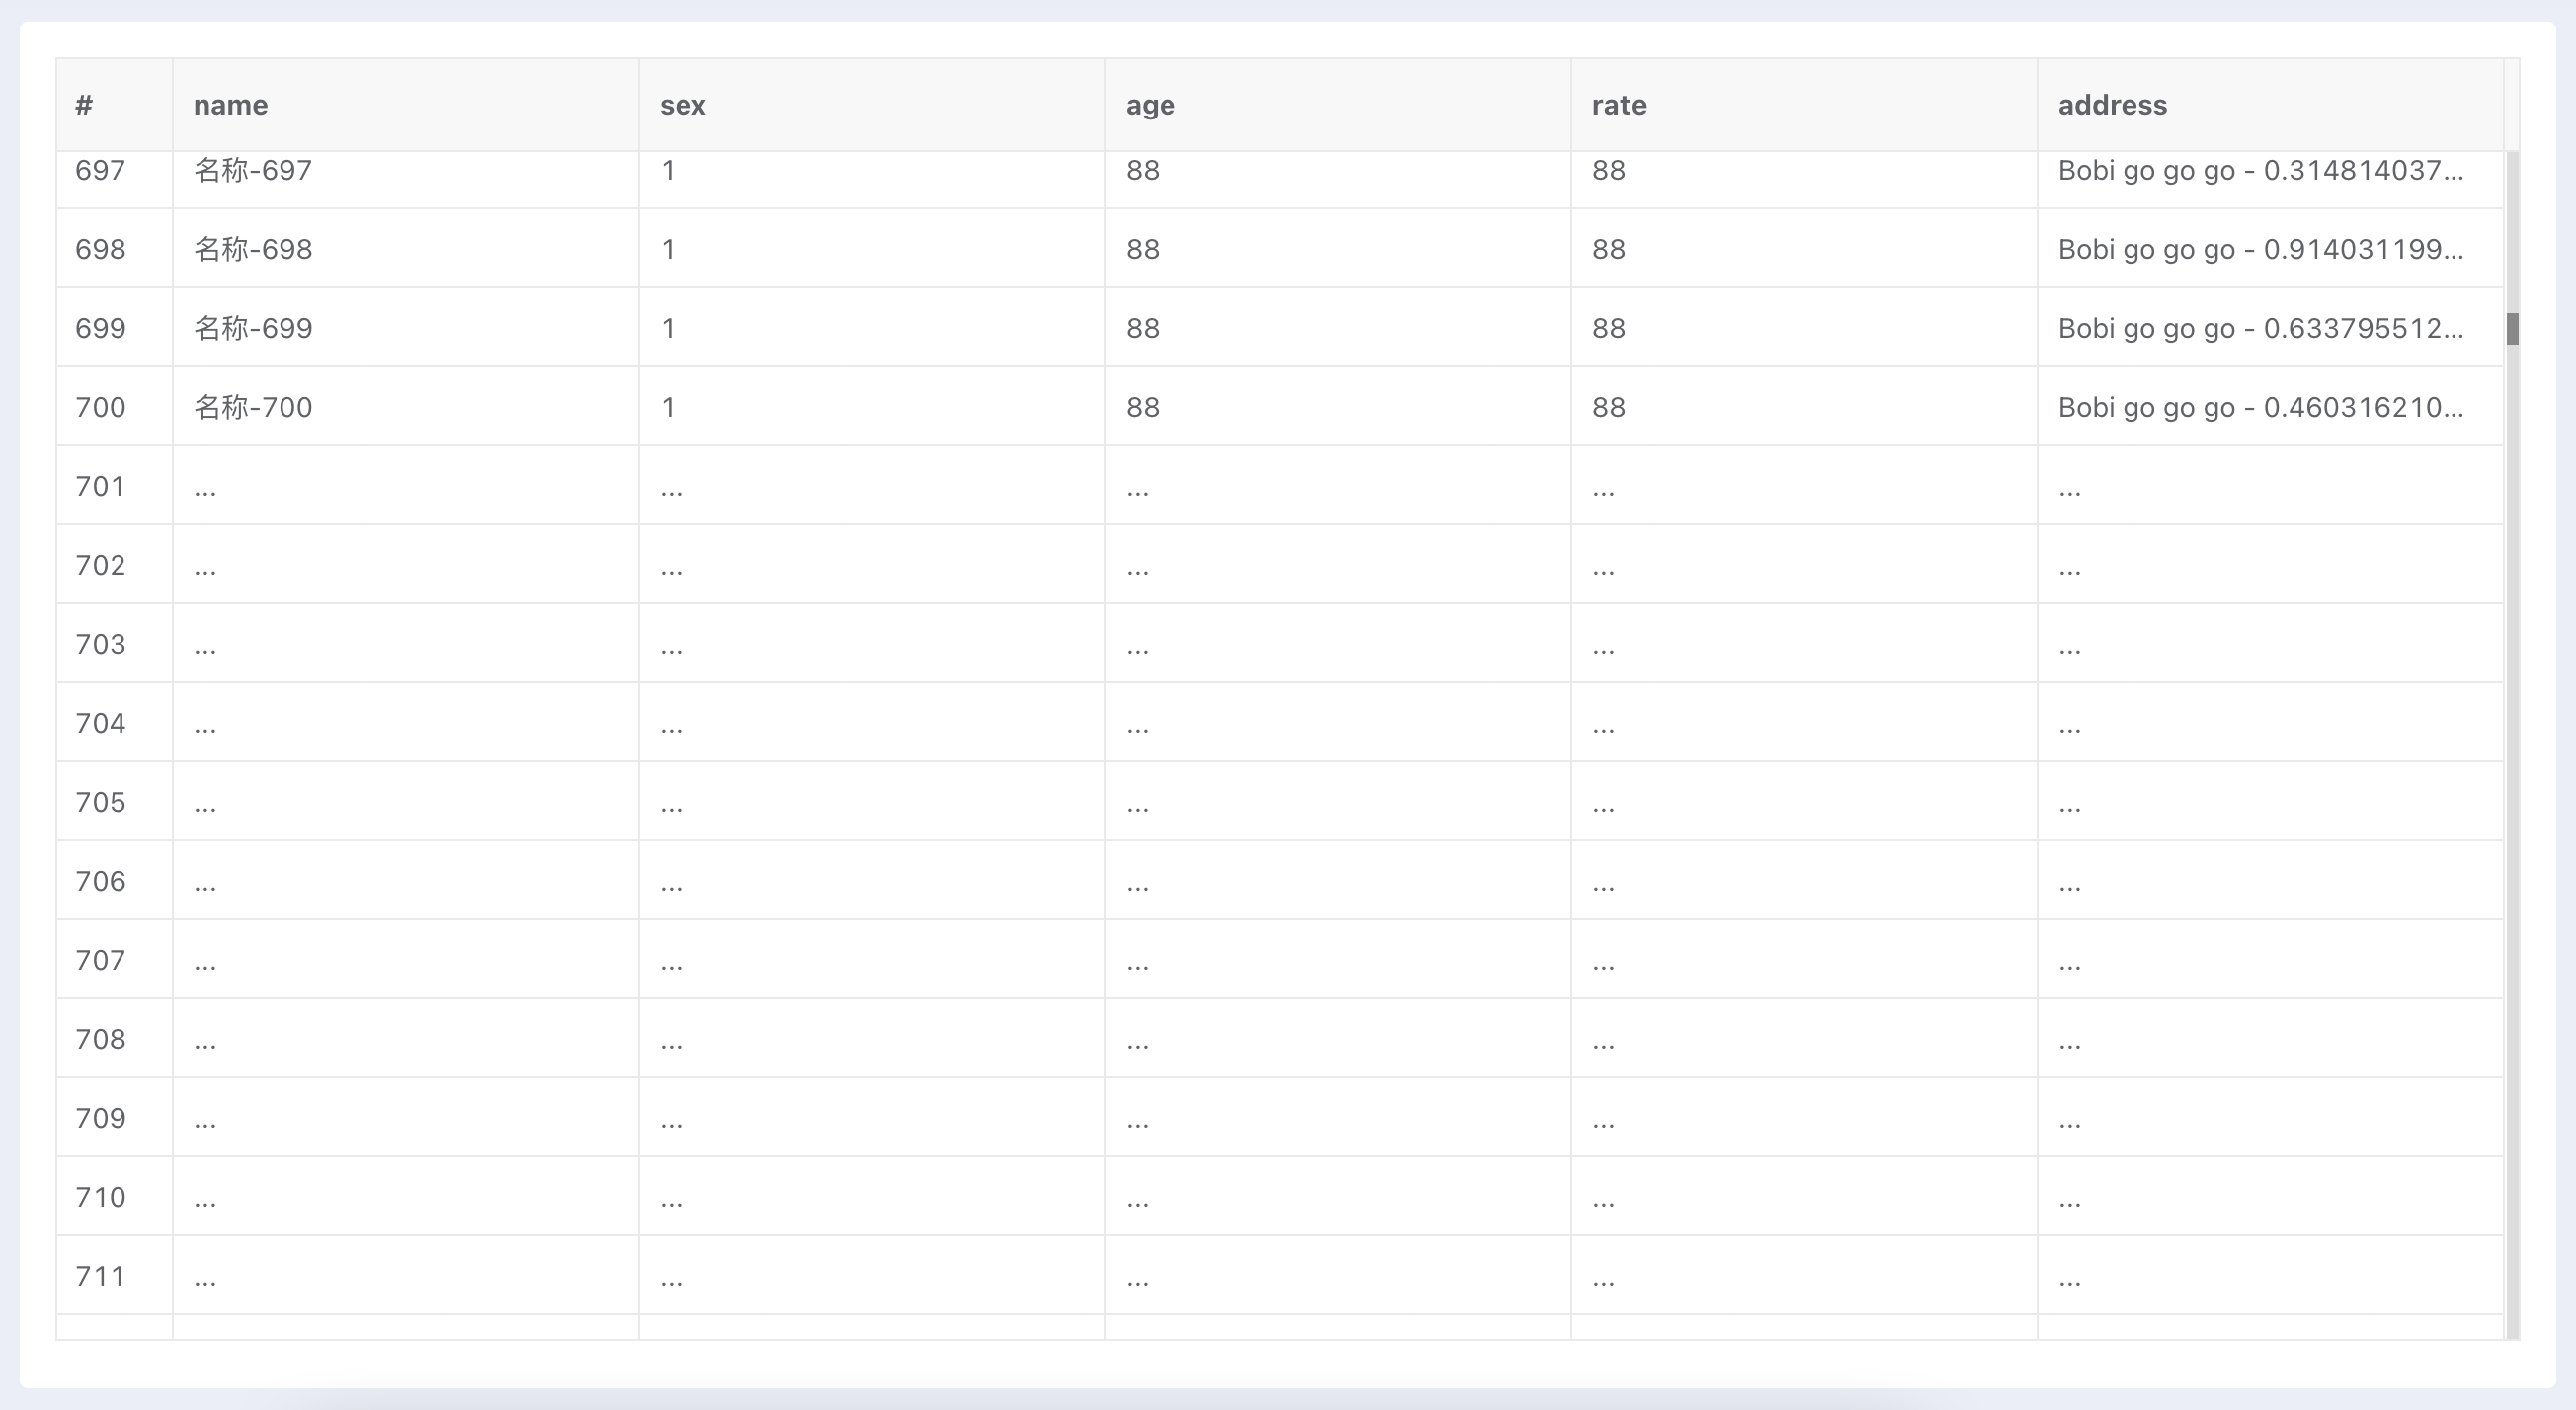 # name sex age rate address
697 名称-697 1 88 88 Bobi go go go - 0.314814037...
698 名称-698 1 88 88 Bobi go go go - 0.914031199...
699 名称-699 1 88 88 Bobi go go go - 0.633795512...
700 名称-700 1 88 88 Bobi go go go - 0.460316210...
701 ... ... ... ... ...
702 ... ... ... ... ...
703 ... ... ... ... ...
704 ... ... ... ... ...
705 ... ... ... ... ...
706 ... ... ... ... ...
707 ... ... ... ... ...
708 ... ... ... ... ...
709 ... ... ... ... ...
710 ... ... ... ... ...
711 ... ... ... ... ...